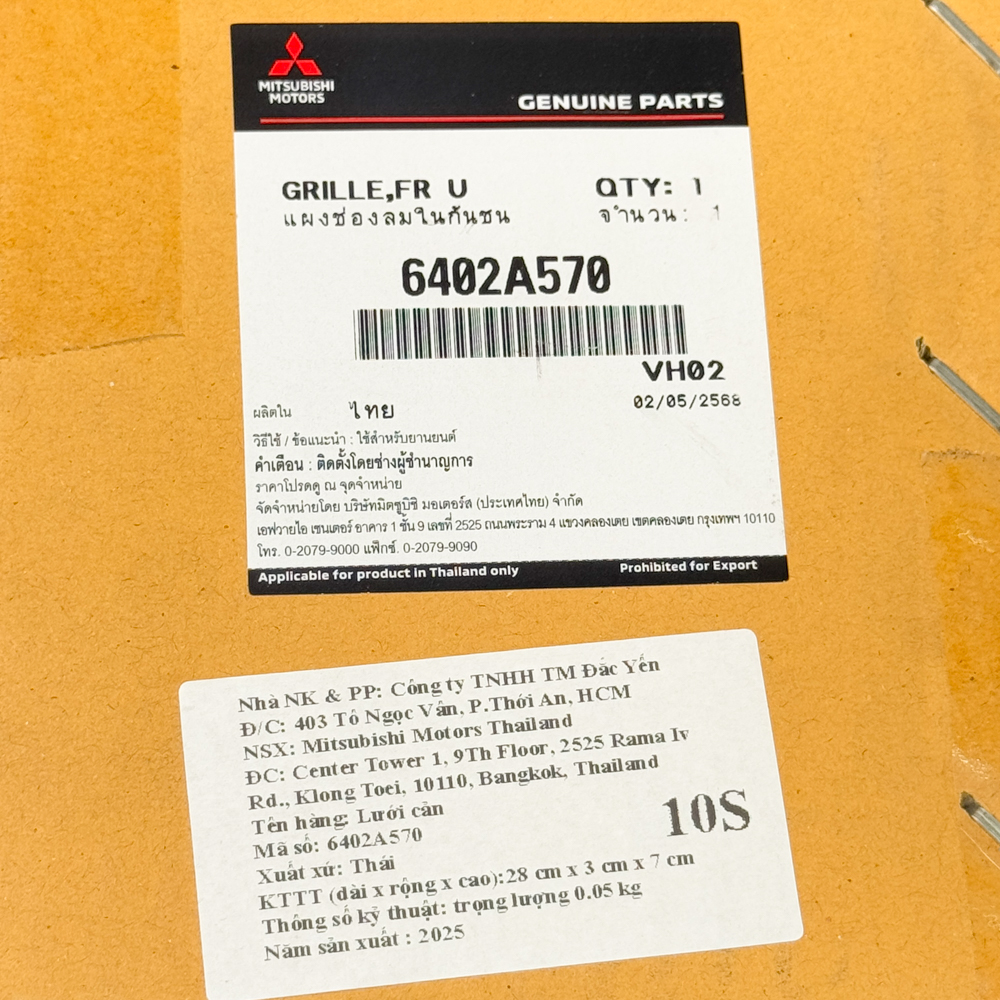 MITSUBISHI
MOTORS
GENUINE PARTS
GRILLE,FR U QTY: 1
แผงช่องลมในกันชน จำนวน: 1
6402A570
VH02
02/05/2568
ผลิตใน ไทย
วิธีใช้ / ข้อแนะนำ : ใช้สำหรับยานยนต์
คำเตือน : ติดตั้งโดยช่างผู้ชำนาญการ
ราคาโปรดดู ณ จุดจำหน่าย
จัดจำหน่ายโดย บริษัทมิตซูบิชิ มอเตอร์ส (ประเทศไทย) จำกัด
เอฟวายไอ เซนเตอร์ อาคาร 1 ชั้น 9 เลขที่ 2525 ถนนพระราม 4 แขวงคลองเตย เขตคลองเตย กรุงเทพฯ 10110
โทร. 0-2079-9000 แฟ็กซ์. 0-2079-9090
Applicable for product in Thailand only Prohibited for Export
Nhà NK & PP: Công ty TNHH TM Đắc Yến
Đ/C: 403 Tô Ngọc Vân, P.Thới An, HCM
NSX: Mitsubishi Motors Thailand
ĐC: Center Tower 1, 9Th Floor, 2525 Rama Iv
Rd., Klong Toei, 10110, Bangkok, Thailand
Tên hàng: Lưới cản
Mã số: 6402A570
10S
Xuất xứ: Thái
KTTT (dài x rộng x cao):28 cm x 3 cm x 7 cm
Thông số kỹ thuật: trọng lượng 0.05 kg
Năm sản xuất : 2025